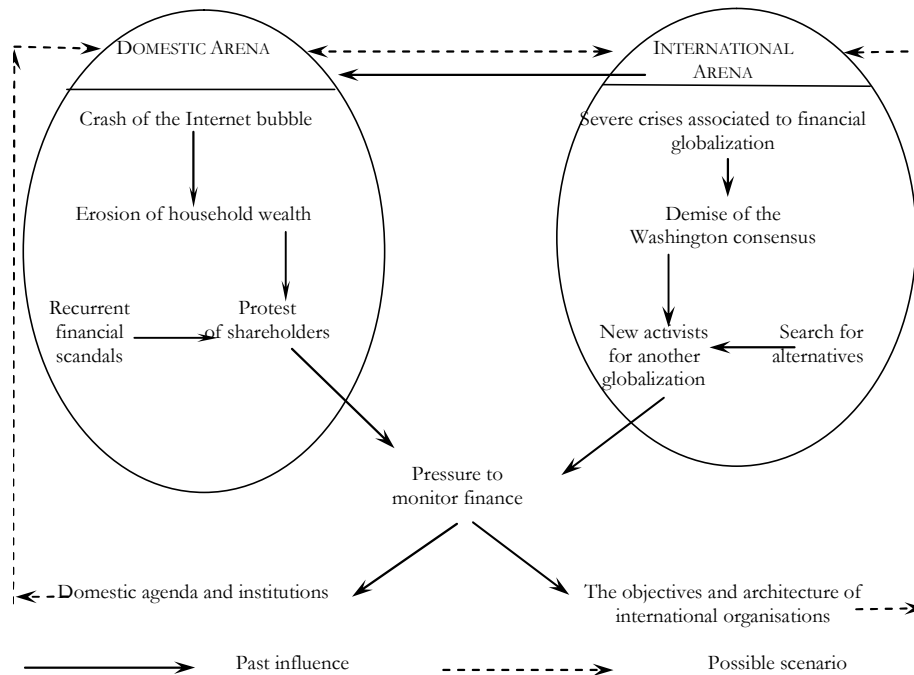 DOMESTIC ARENA
INTERNATIONAL
ARENA
Crash of the Internet bubble
Erosion of household wealth
Recurrent
financial
scandals
Protest
of shareholders
Severe crises associated to financial
globalization
Demise of the
Washington consensus
New activists
for another
globalization
Search for
alternatives
Pressure to
monitor finance
Domestic agenda and institutions
The objectives and architecture of
international organisations
Past influence
Possible scenario